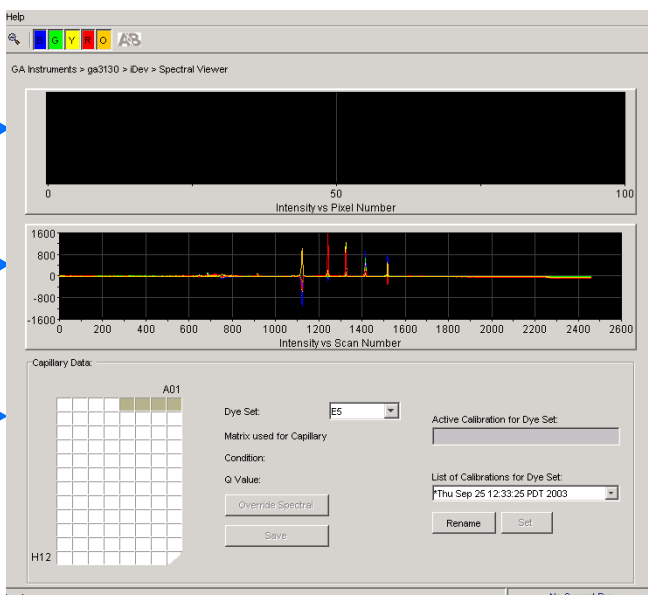 Help
G Y R O A/B
GA Instruments > ga3130 > iDev > Spectral Viewer
0 50 100
Intensity vs Pixel Number
1600
800
0
-800
-1600
0 200 400 600 800 1000 1200 1400 1600 1800 2000 2200 2400 2600
Intensity vs Scan Number
Capillary Data:
A01
Dye Set: E5
Active Calibration for Dye Set:
Matrix used for Capillary
Condition:
Q Value:
List of Calibrations for Dye Set:
*Thu Sep 25 12:33:25 PDT 2003
Override Spectral
Rename Set
Save
H12